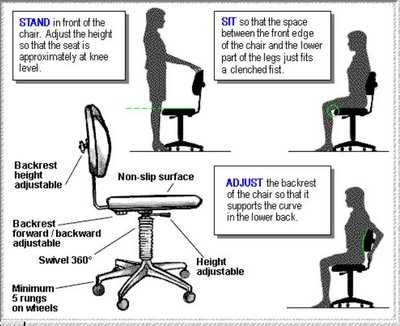 STAND in front of the
chair. Adjust the height
so that the seat is
approximately at knee
level.
SIT so that the space
between the front edge
of the chair and the lower
part of the legs just fits
a clenched fist.
Backrest
height
adjustable
Non-slip surface
Backrest
forward / backward
adjustable
Swivel 360°
Height
adjustable
Minimum
5 rungs
on wheels
ADJUST the backrest
of the chair so that it
supports the curve
in the lower back.